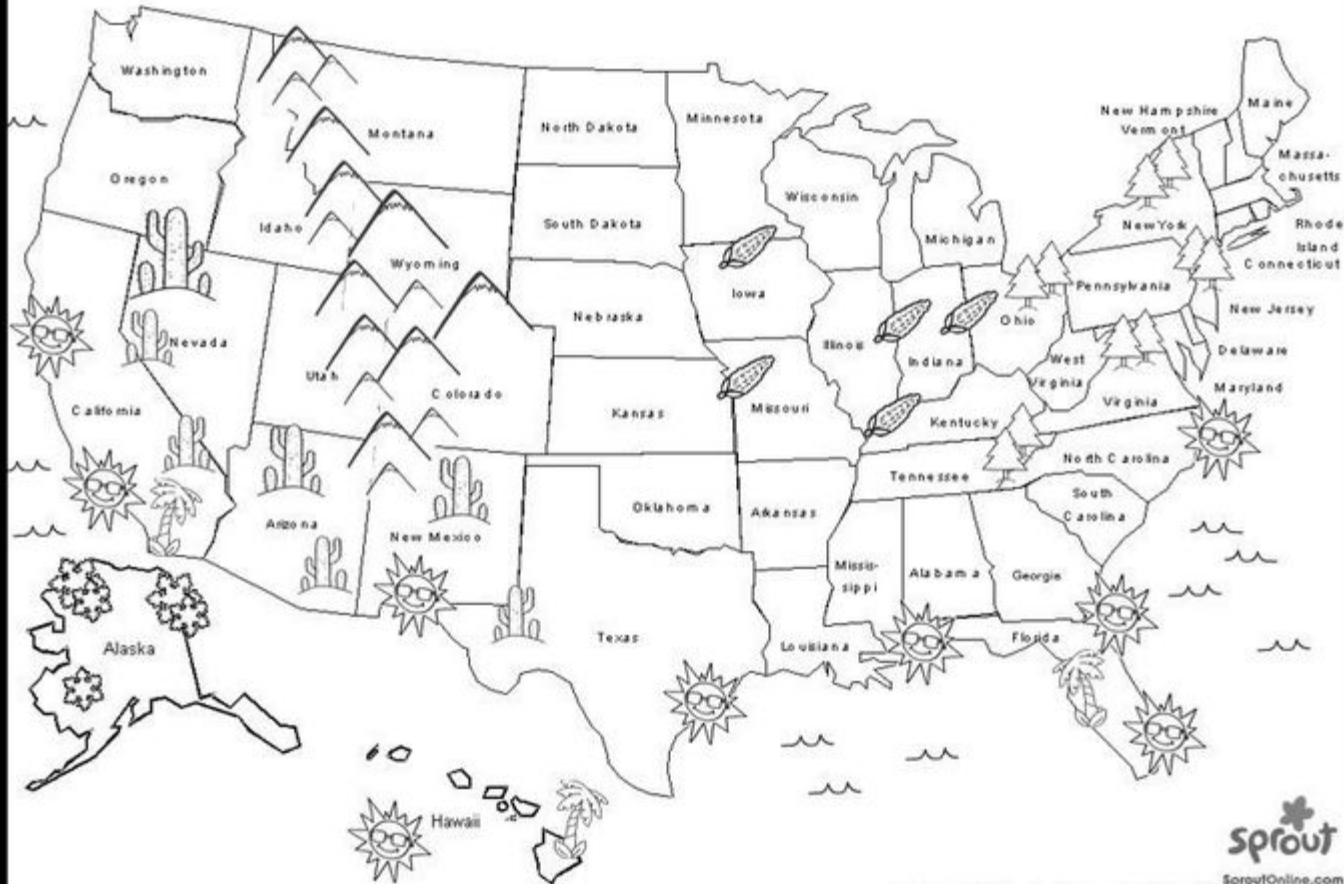 Washington
Montana
North Dakota
Minnesota
New Hampshire
Vermont
Maine
Massa-
chusetts
Oregon
Idaho
South Dakota
Wisconsin
Michigan
New York
Rhode
Island
Connecticut
Wyoming
Iowa
Pennsylvania
New Jersey
Nevada
Nebraska
Illinois
Indiana
Ohio
Utah
Colorado
West
Virginia
Delaware
Maryland
California
Kansas
Missouri
Kentucky
Virginia
Arizona
New Mexico
Oklahoma
Arkansas
Tennessee
North Carolina
South
Carolina
Missis-
sippi
Alabama
Georgia
Alaska
Texas
Louisiana
Florida
Hawaii
sprout
SproutOnline.com